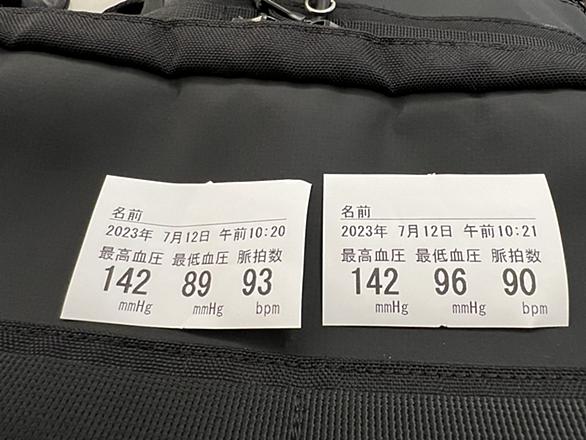 名前
2023年 7月12日 午前10:20
最高血圧 最低血圧 脈拍数
142 89 93
mmHg mmHg bpm
名前
2023年 7月12日 午前10:21
最高血圧 最低血圧 脈拍数
142 96 90
mmHg mmHg bpm